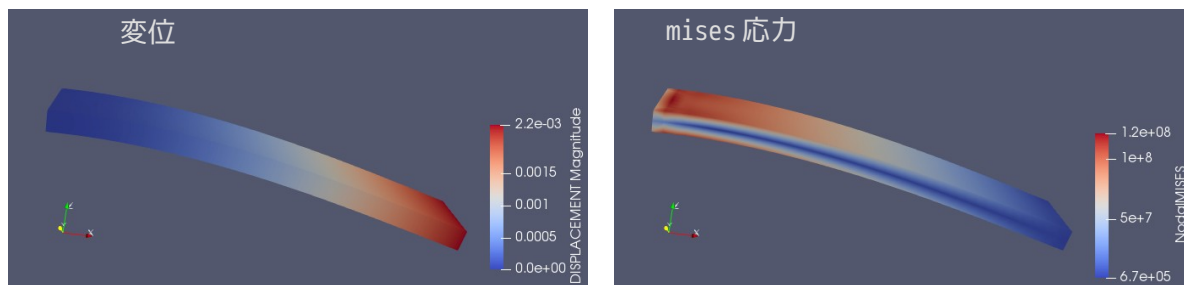 変位
2.2e-03
0.0015
0.001
0.0005
0.0e+00
DISPLACEMENT Magnitude
X
mises 応力
1.2e+08
1e+8
5e+7
6.7e+05
NodalMISES
X